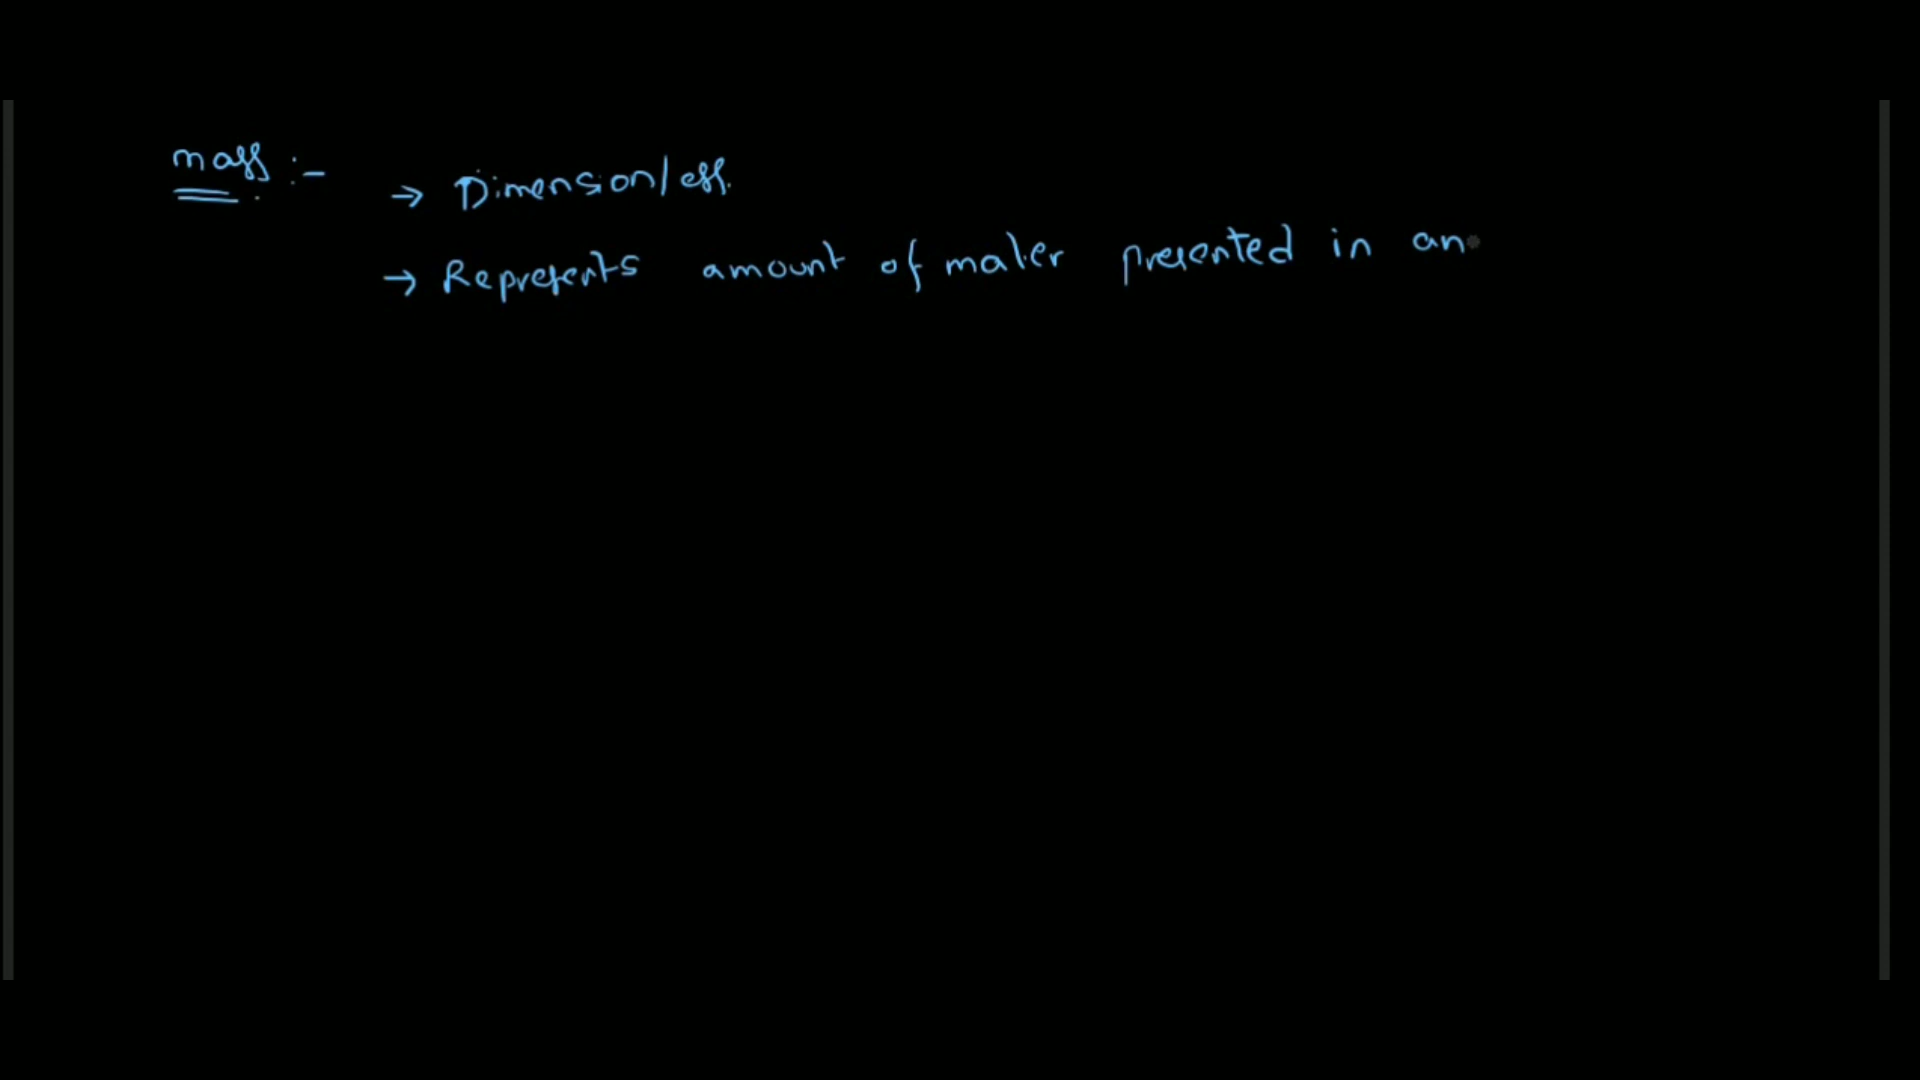 mass :- → Dimensionless.
→ Represents amount of mater presented in an